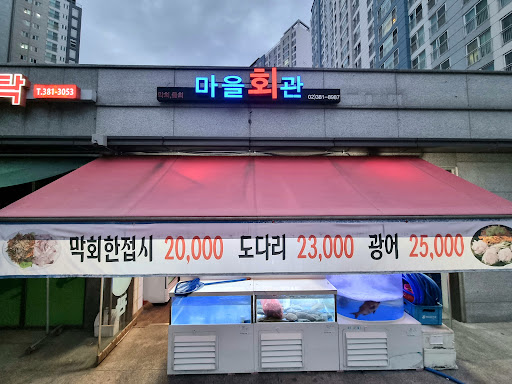 락 T.381-3053
막회,물회 마을회관 02)381-8987
막회한접시 20,000 도다리 23,000 광어 25,000